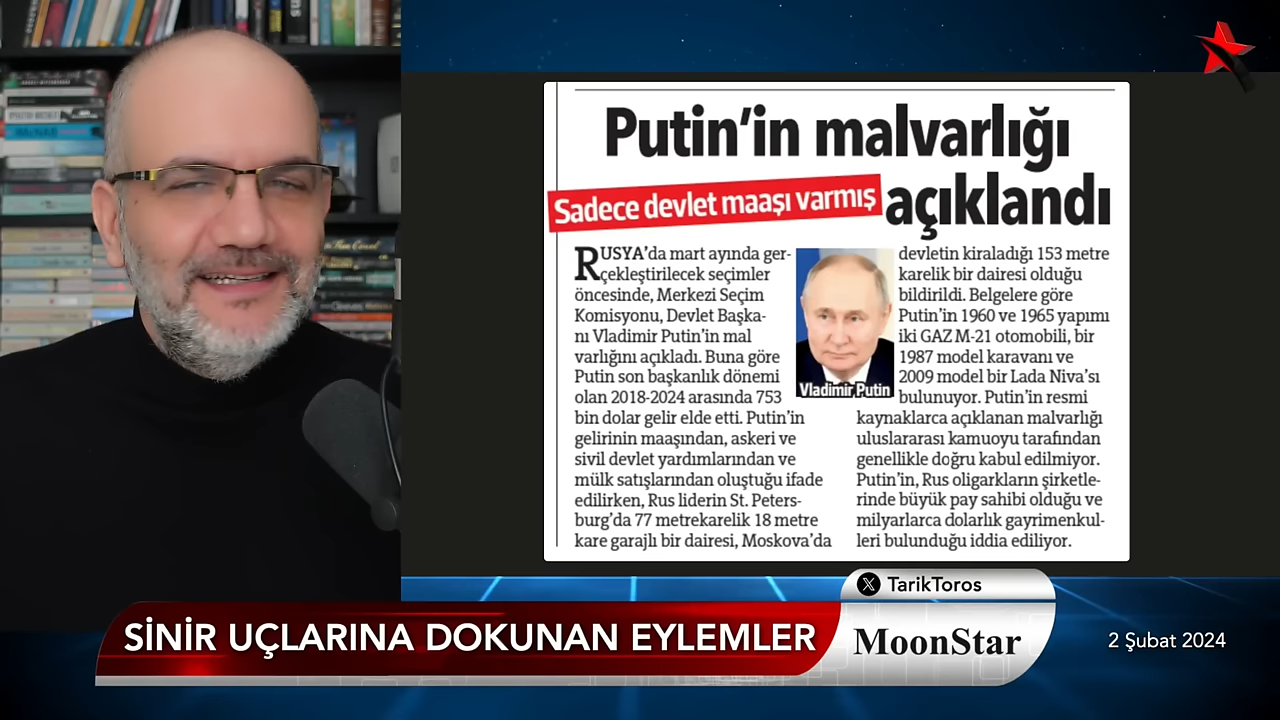 Putin'in malvarlığı
Sadece devlet maaşı varmış
açıklandı
RUSYA'da mart ayında ger-
çekleştirilecek seçimler
öncesinde, Merkezi Seçim
Komisyonu, Devlet Başka-
nı Vladimir Putin'in mal
varlığını açıkladı. Buna göre
Putin son başkanlık dönemi
olan 2018-2024 arasında 753
bin dolar gelir elde etti. Putin'in
gelirinin maaşından, askeri ve
sivil devlet yardımlarından ve
mülk satışlarından oluştuğu ifade
edilirken, Rus liderin St. Peters-
burg'da 77 metrekarelik 18 metre
kare garajlı bir dairesi, Moskova'da
Vladimir Putin
devletin kiraladığı 153 metre
karelik bir dairesi olduğu
bildirildi. Belgelere göre
Putin'in 1960 ve 1965 yapımı
iki GAZ M-21 otomobili, bir
1987 model karavanı ve
2009 model bir Lada Niva'sı
bulunuyor. Putin'in resmi
kaynaklarca açıklanan malvarlığı
uluslararası kamuoyu tarafından
genellikle doğru kabul edilmiyor.
Putin'in, Rus oligarkların şirketle-
rinde büyük pay sahibi olduğu ve
milyarlarca dolarlık gayrimenkul-
leri bulunduğu iddia ediliyor.
X TarikToros
SİNİR UÇLARINA DOKUNAN EYLEMLER
MoonStar
2 Şubat 2024